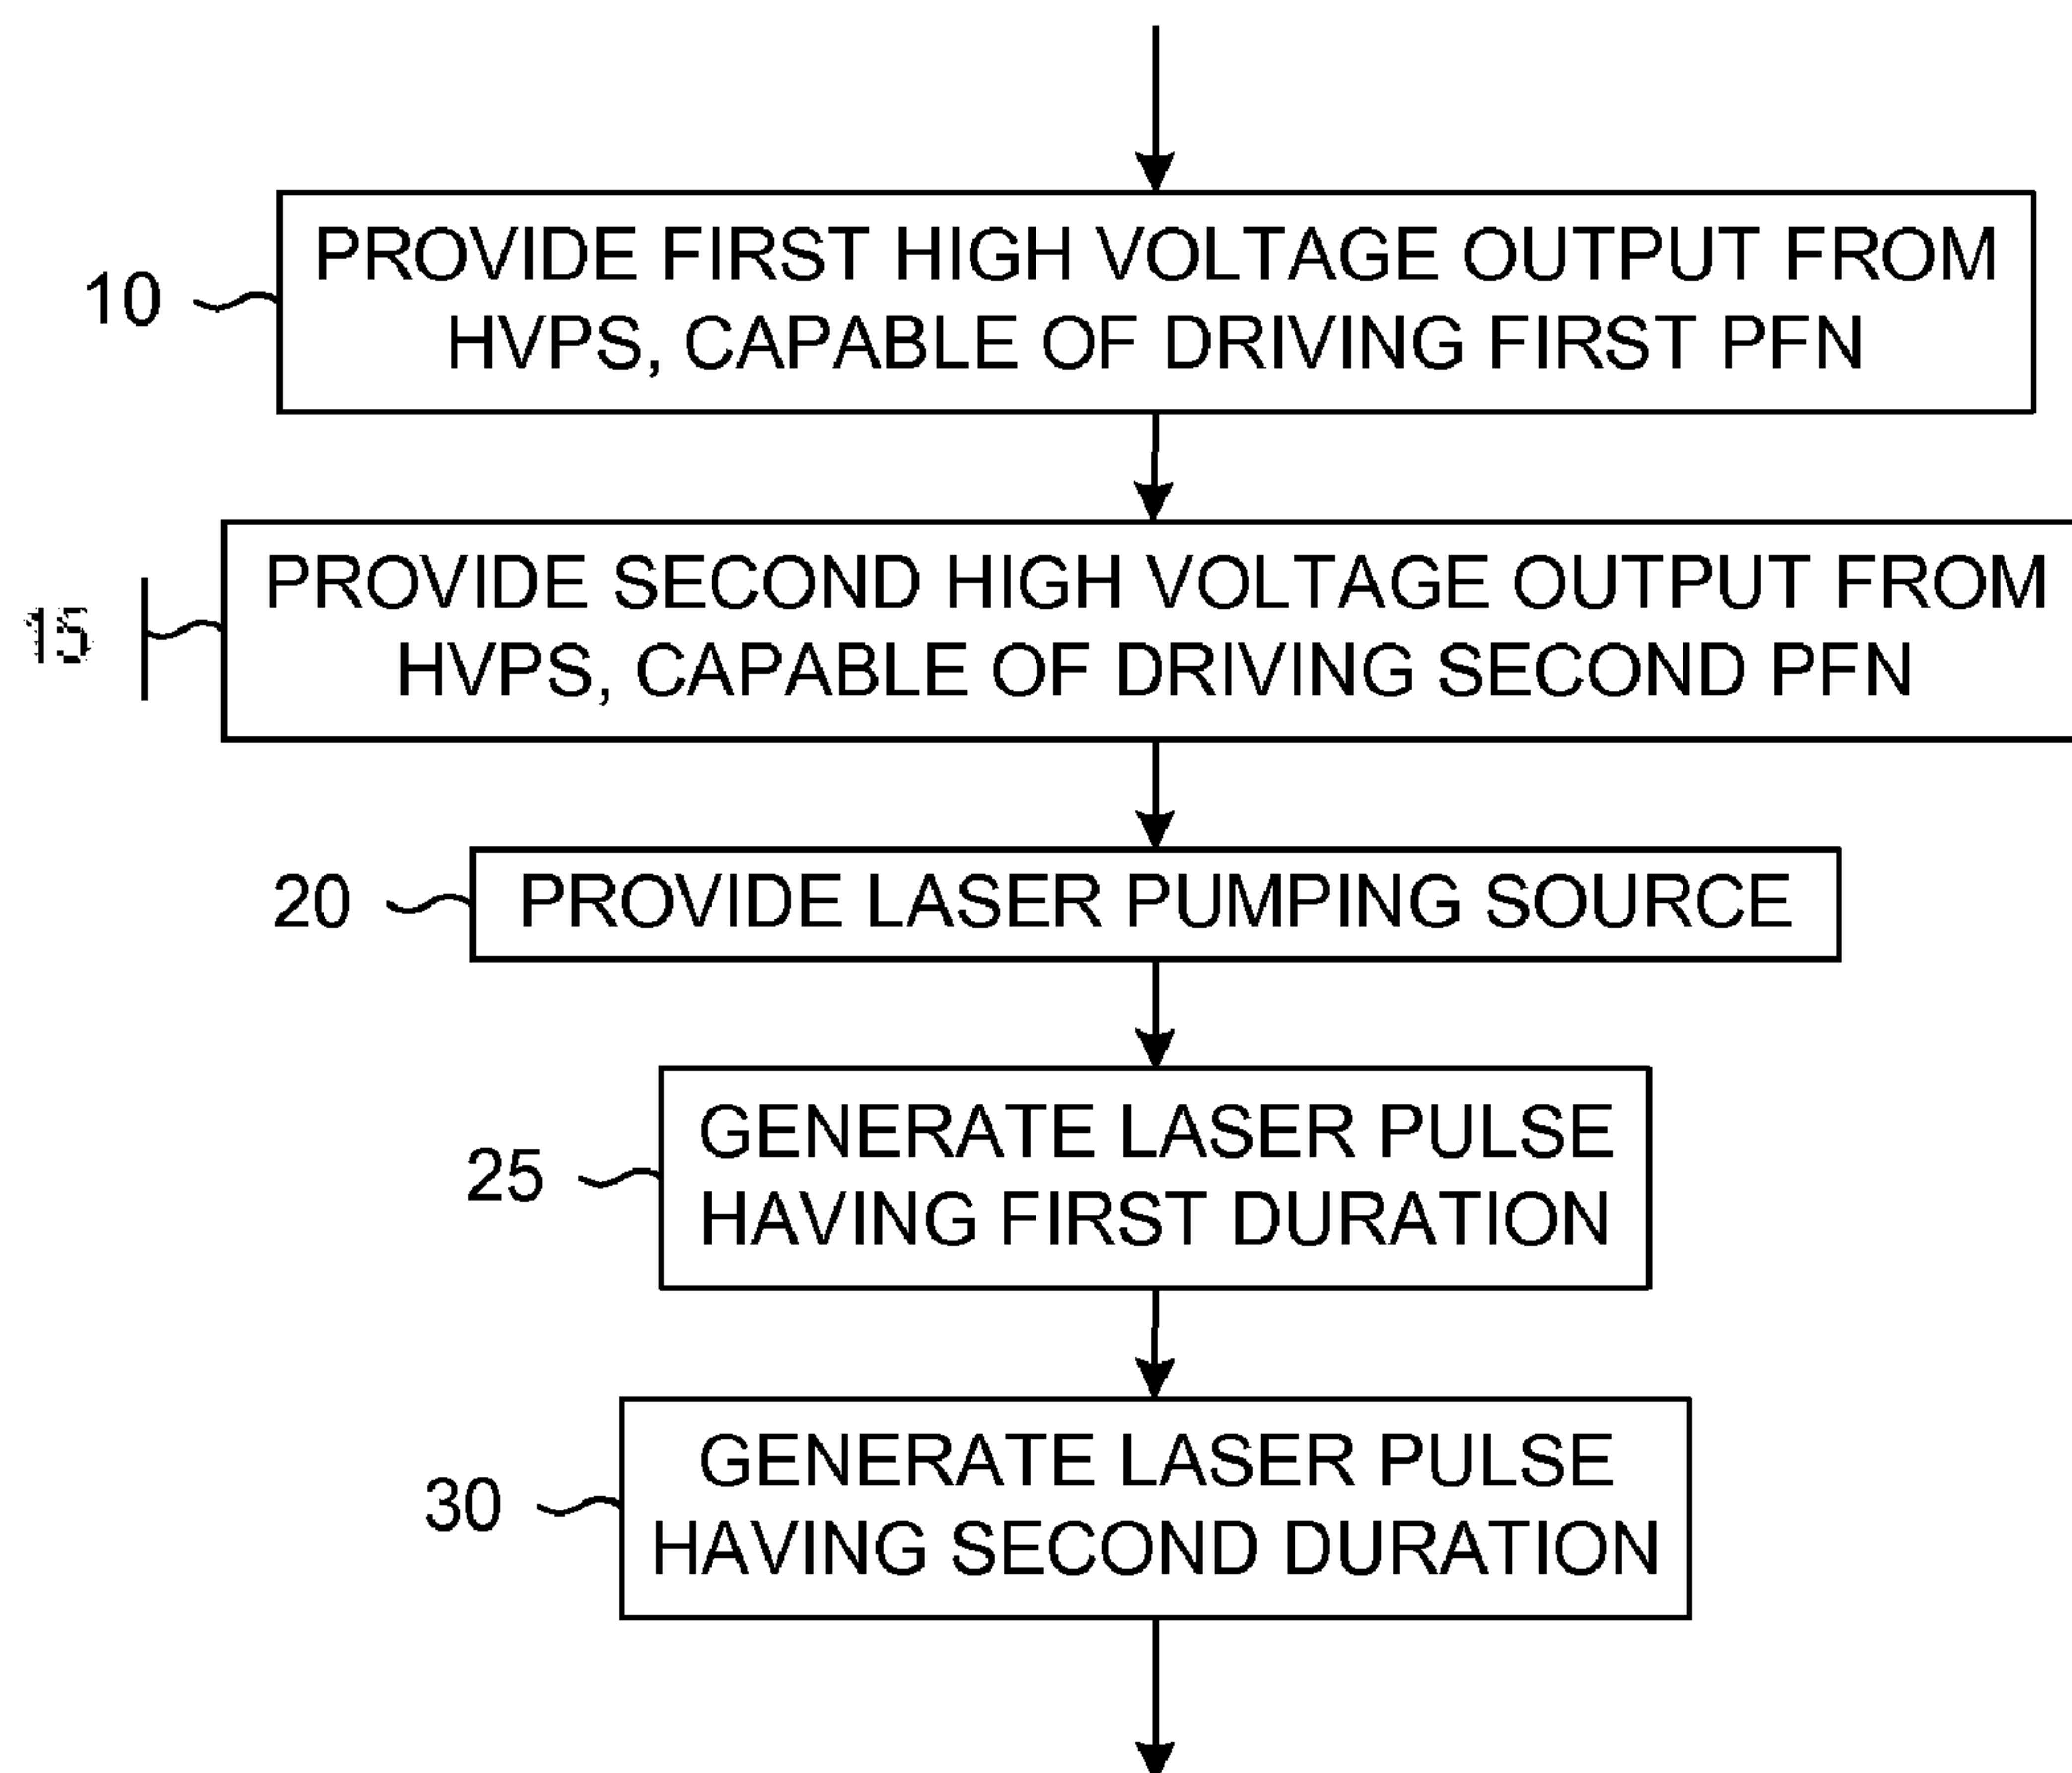 10
PROVIDE FIRST HIGH VOLTAGE OUTPUT FROM
HVPS, CAPABLE OF DRIVING FIRST PFN
15
PROVIDE SECOND HIGH VOLTAGE OUTPUT FROM
HVPS, CAPABLE OF DRIVING SECOND PFN
20
PROVIDE LASER PUMPING SOURCE
25
GENERATE LASER PULSE
HAVING FIRST DURATION
30
GENERATE LASER PULSE
HAVING SECOND DURATION